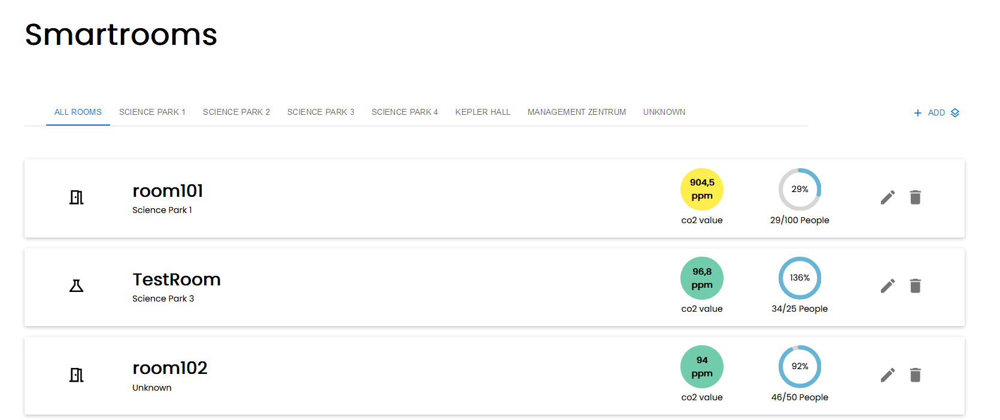 Smartrooms
ALL ROOMS SCIENCE PARK 1 SCIENCE PARK 2 SCIENCE PARK 3 SCIENCE PARK 4 KEPLER HALL MANAGEMENT ZENTRUM UNKNOWN + ADD
room101
Science Park 1
904,5
ppm
co2 value
29%
29/100 People
TestRoom
Science Park 3
96,8
ppm
co2 value
136%
34/25 People
room102
Unknown
94
ppm
co2 value
92%
46/50 People